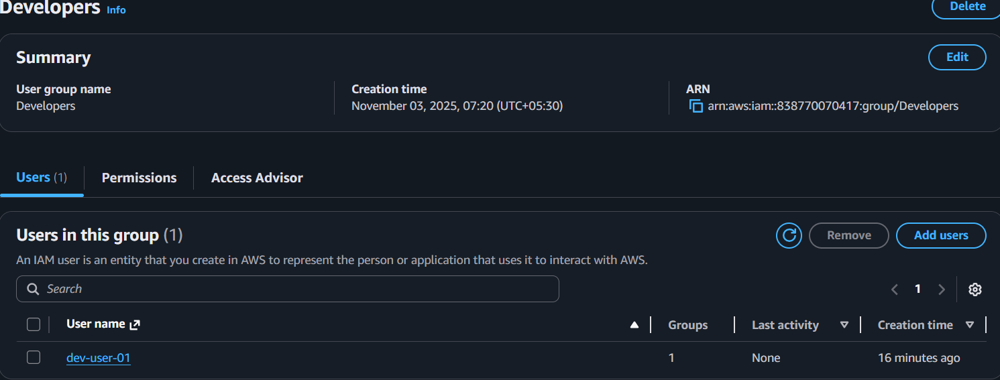 Developers Info
Delete
Summary
Edit
User group name
Developers
Creation time
November 03, 2025, 07:20 (UTC+05:30)
ARN
arn:aws:iam::838770070417:group/Developers
Users (1)
Permissions
Access Advisor
Users in this group (1)
Remove
Add users
An IAM user is an entity that you create in AWS to represent the person or application that uses it to interact with AWS.
Search
1
User name
Groups
Last activity
Creation time
dev-user-01
1
None
16 minutes ago